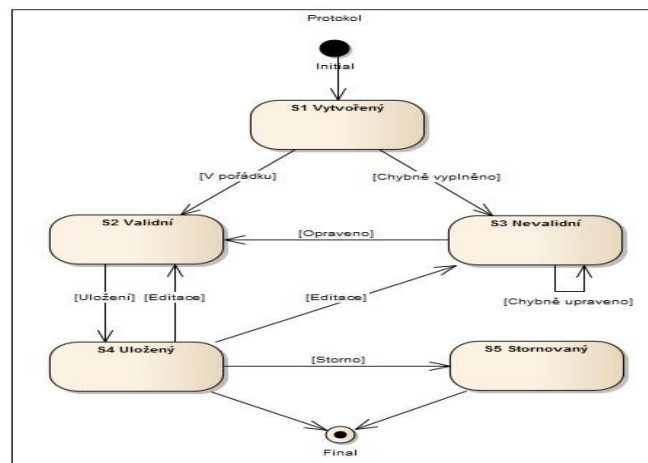 Protokol
Initial
S1 Vytvořený
[V pořádku]
[Chybně vyplněno]
S2 Validní
S3 Nevalidní
[Opraveno]
[Uložení]
[Editace]
[Editace]
[Chybně upraveno]
S4 Uložený
S5 Stornovaný
[Storno]
Final